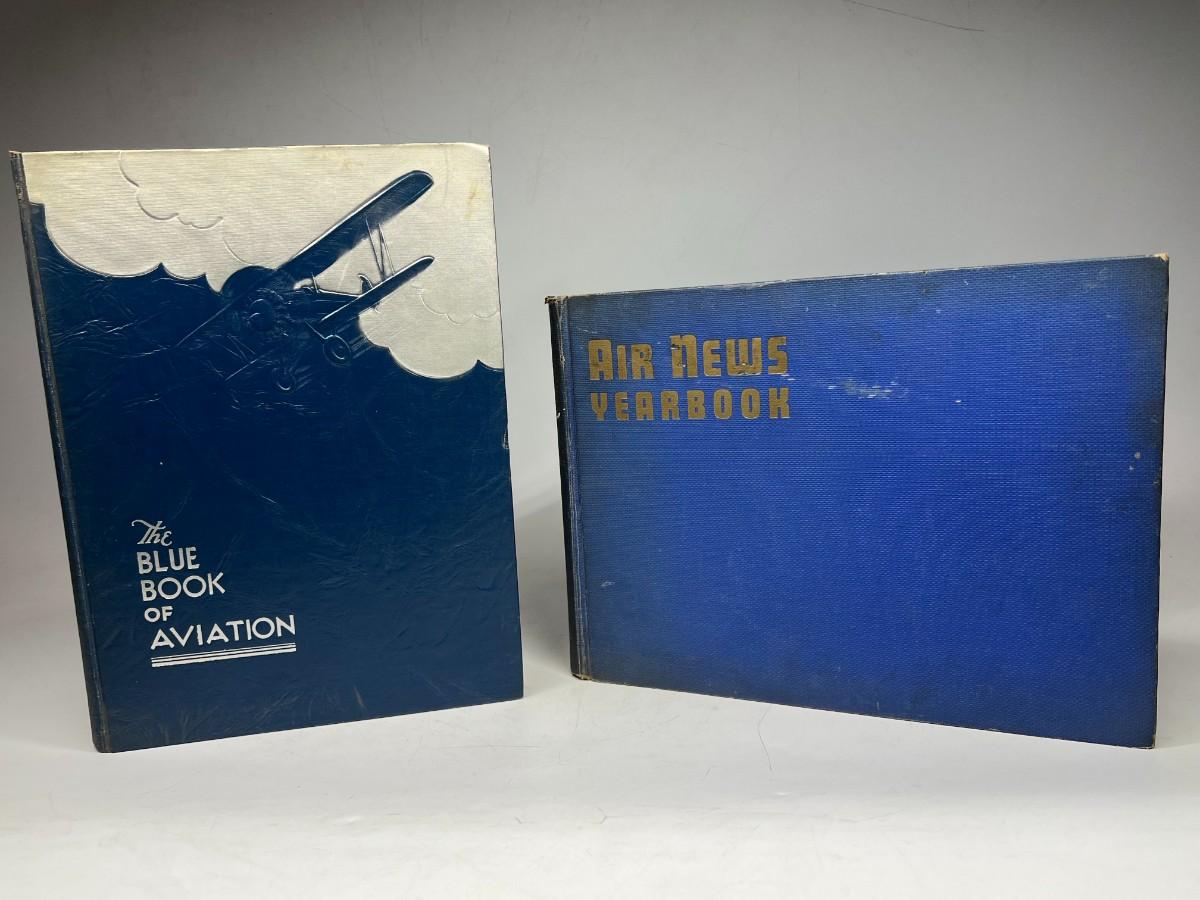 The
BLUE
BOOK
OF
AVIATION
AIR NEWS
YEARBOOK